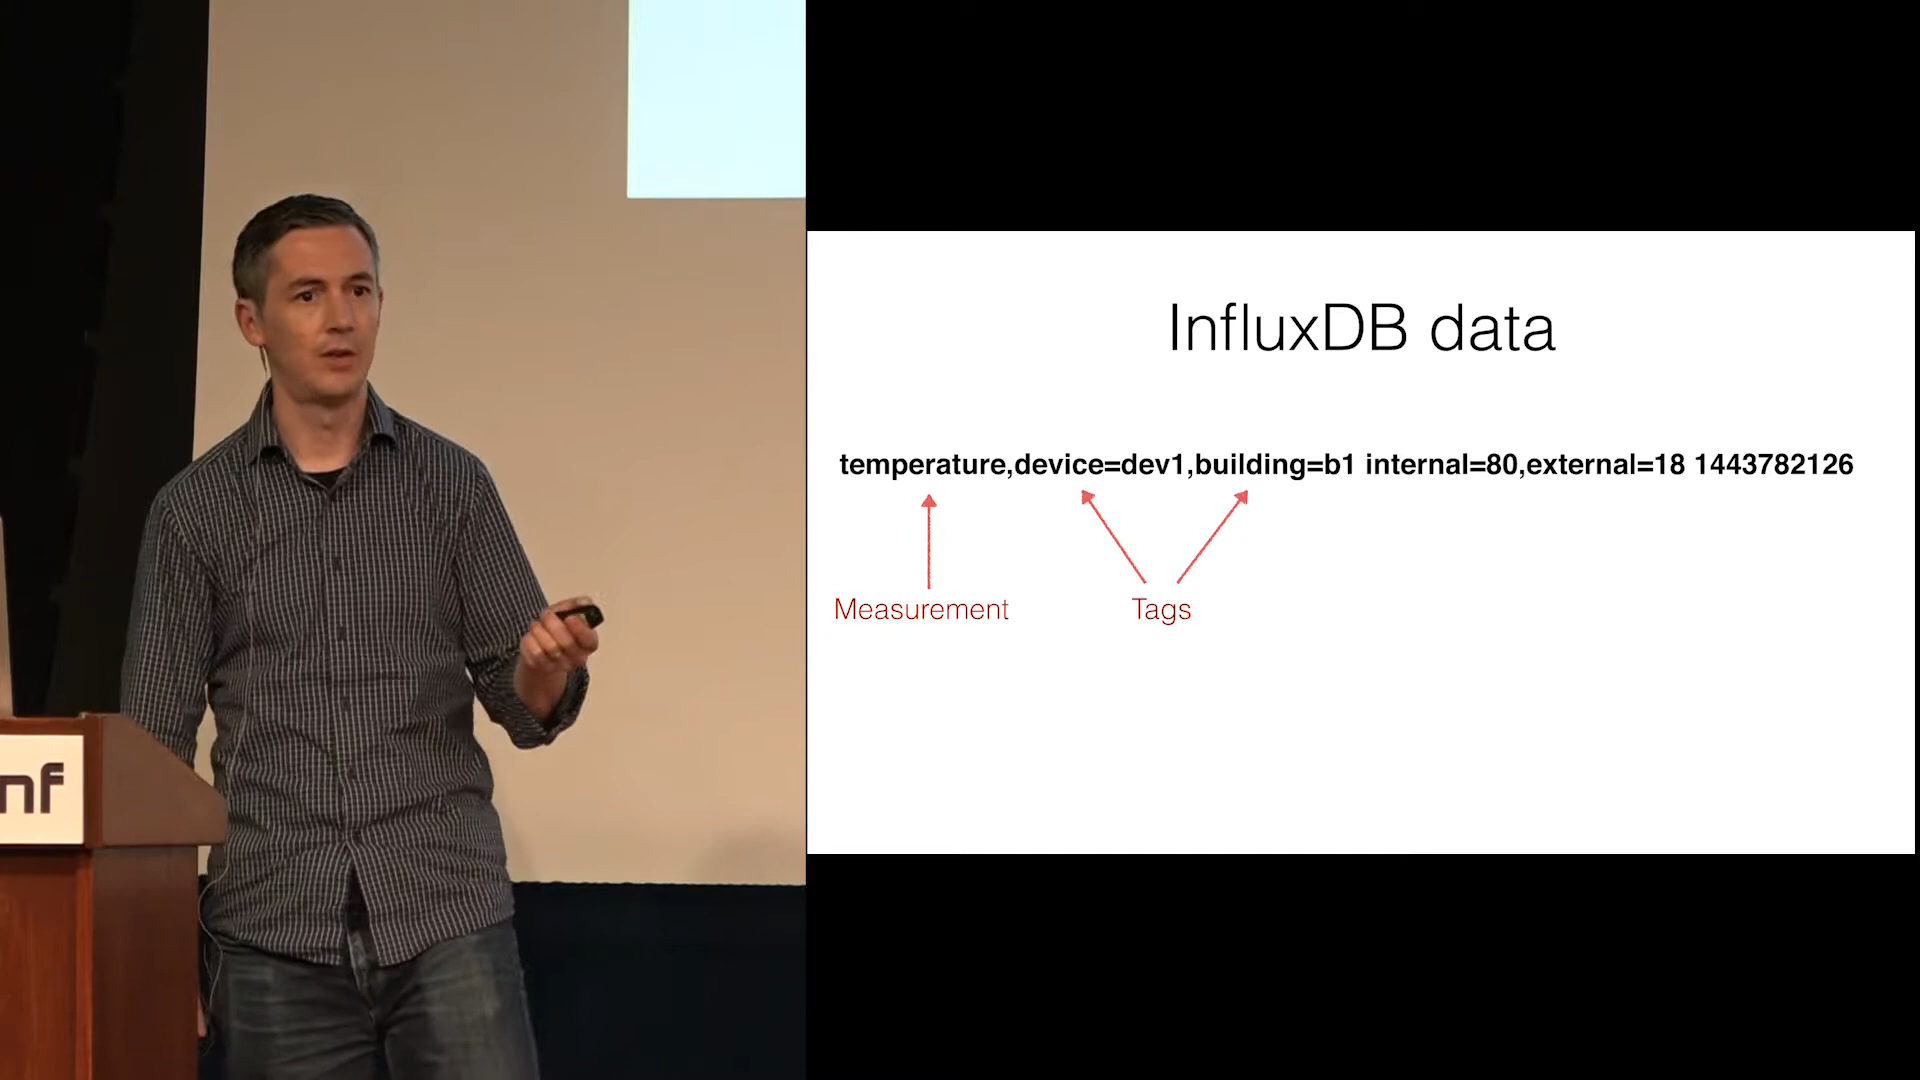 nf
InfluxDB data
temperature,device=dev1,building=b1 internal=80,external=18 1443782126
Measurement
Tags